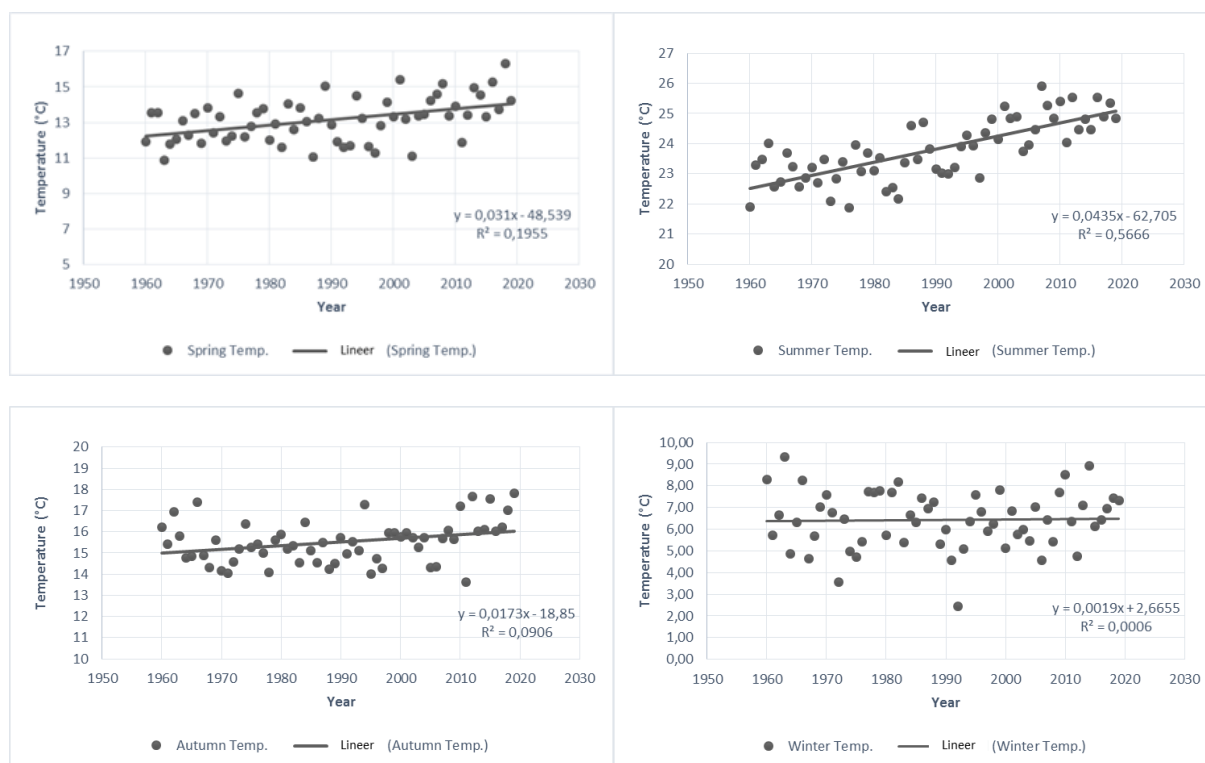 17
15
13
11
9
7
5
Temperature (°C)
y = 0,031x - 48,539
R² = 0,1955
1950 1960 1970 1980 1990 2000 2010 2020 2030
Year
Spring Temp. Lineer (Spring Temp.)
27
26
25
24
23
22
21
20
Temperature (°C)
y = 0,0435x - 62,705
R² = 0,5666
1950 1960 1970 1980 1990 2000 2010 2020 2030
Year
Summer Temp. Lineer (Summer Temp.)
20
19
18
17
16
15
14
13
12
11
10
Temperature (°C)
y = 0,0173x - 18,85
R² = 0,0906
1950 1960 1970 1980 1990 2000 2010 2020 2030
Year
Autumn Temp. Lineer (Autumn Temp.)
10,00
9,00
8,00
7,00
6,00
5,00
4,00
3,00
2,00
1,00
0,00
Temperature (°C)
y = 0,0019x + 2,6655
R² = 0,0006
1950 1960 1970 1980 1990 2000 2010 2020 2030
Year
Winter Temp. Lineer (Winter Temp.)